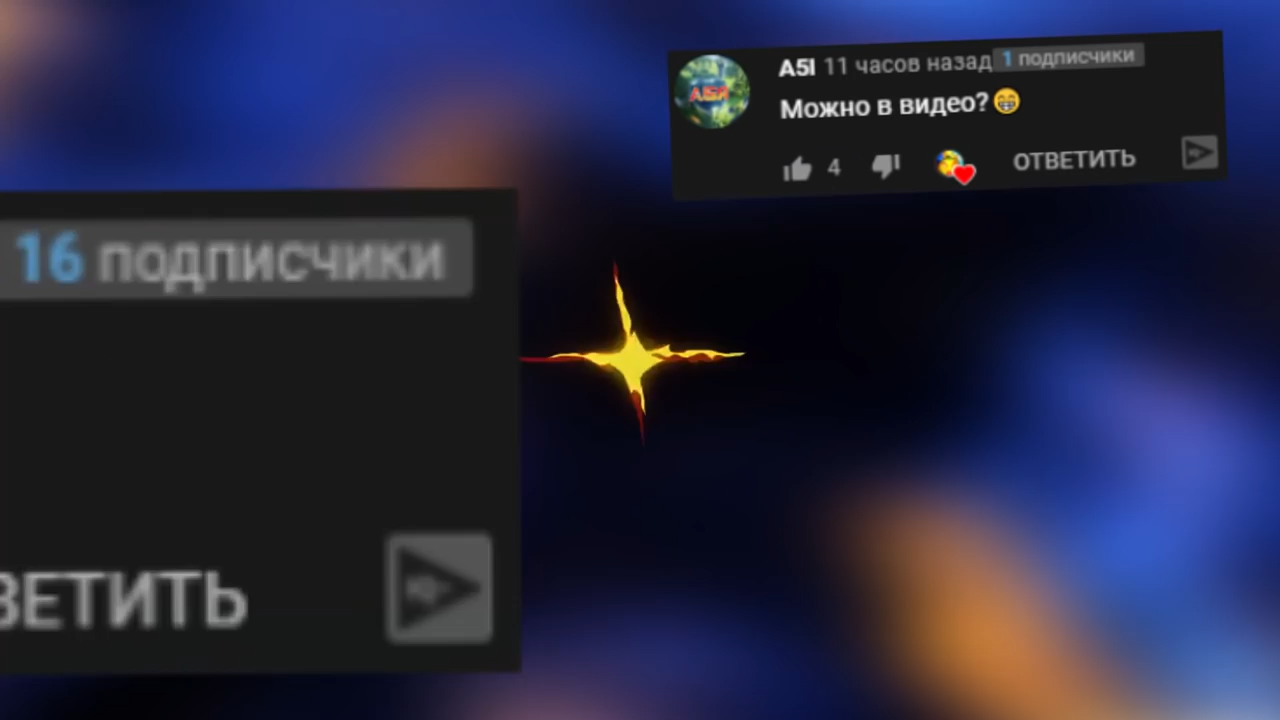 A5I 11 часов назад 1 подписчики
Можно в видео?😁
4 ОТВЕТИТЬ
16 подписчики
ВЕТИТЬ